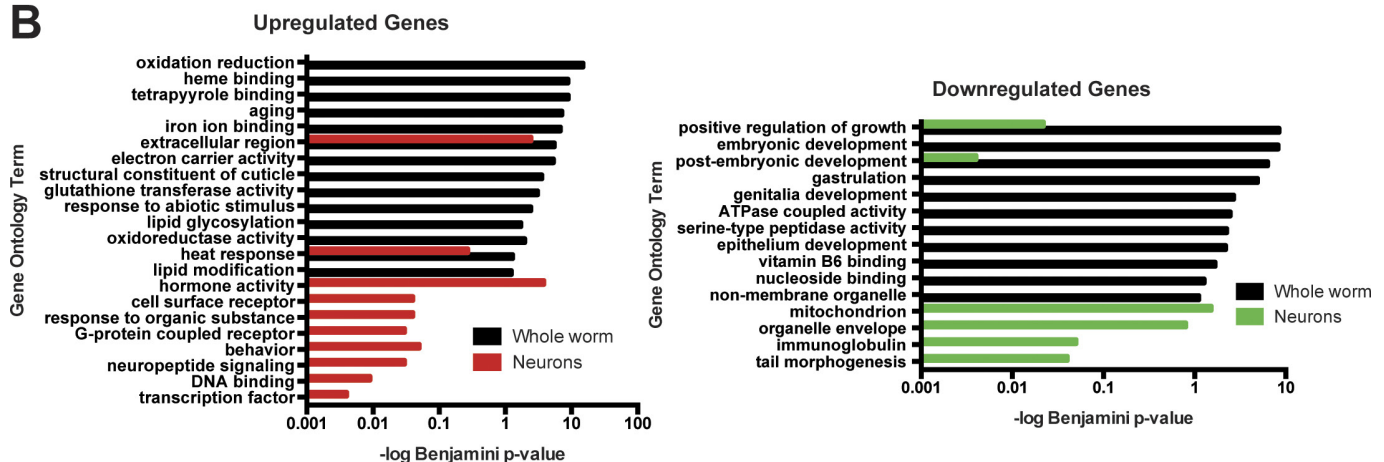 B
Upregulated Genes
Gene Ontology Term
oxidation reduction
heme binding
tetrapyyrole binding
aging
iron ion binding
extracellular region
electron carrier activity
structural constituent of cuticle
glutathione transferase activity
response to abiotic stimulus
lipid glycosylation
oxidoreductase activity
heat response
lipid modification
hormone activity
cell surface receptor
response to organic substance
G-protein coupled receptor
behavior
neuropeptide signaling
DNA binding
transcription factor
Whole worm
Neurons
0.001 0.01 0.1 1 10 100
-log Benjamini p-value
Downregulated Genes
Gene Ontology Term
positive regulation of growth
embryonic development
post-embryonic development
gastrulation
genitalia development
ATPase coupled activity
serine-type peptidase activity
epithelium development
vitamin B6 binding
nucleoside binding
non-membrane organelle
mitochondrion
organelle envelope
immunoglobulin
tail morphogenesis
Whole worm
Neurons
0.001 0.01 0.1 1 10
-log Benjamini p-value